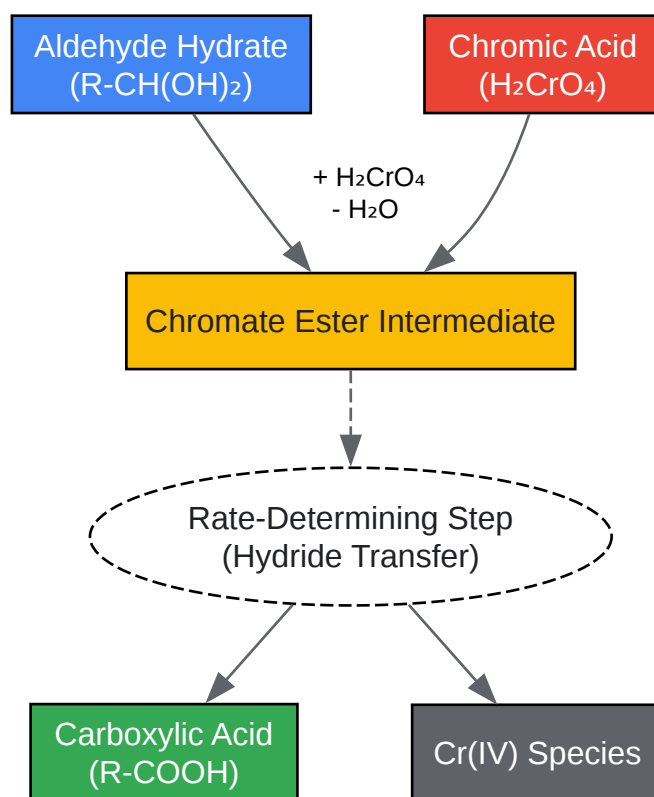 Aldehyde Hydrate
(R-CH(OH)₂)
Chromic Acid
(H₂CrO₄)
+ H₂CrO₄
- H₂O
Chromate Ester Intermediate
Rate-Determining Step
(Hydride Transfer)
Carboxylic Acid
(R-COOH)
Cr(IV) Species